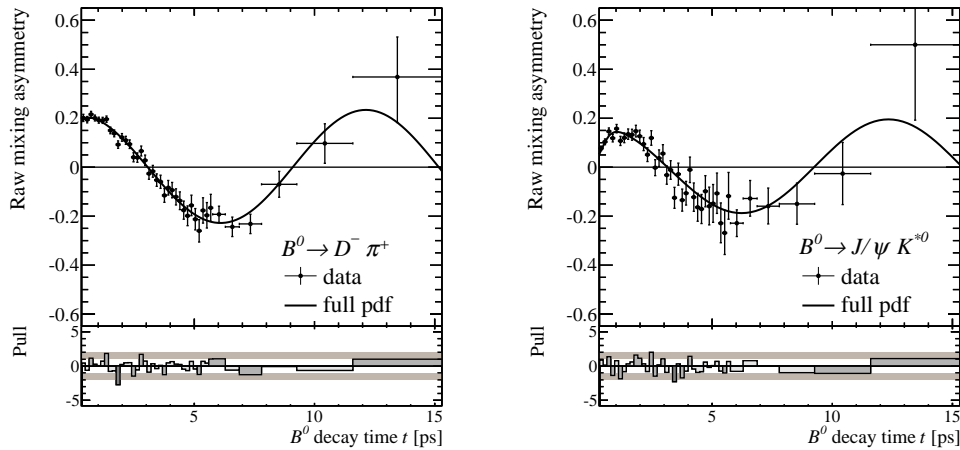 Raw mixing asymmetry
0.6
0.4
0.2
0
-0.2
-0.4
-0.6
B⁰ → D⁻ π⁺
data
full pdf
Pull
5
0
-5
5
10
15
B⁰ decay time t [ps]
Raw mixing asymmetry
0.6
0.4
0.2
0
-0.2
-0.4
-0.6
B⁰ → J/ψ K*⁰
data
full pdf
Pull
5
0
-5
5
10
15
B⁰ decay time t [ps]